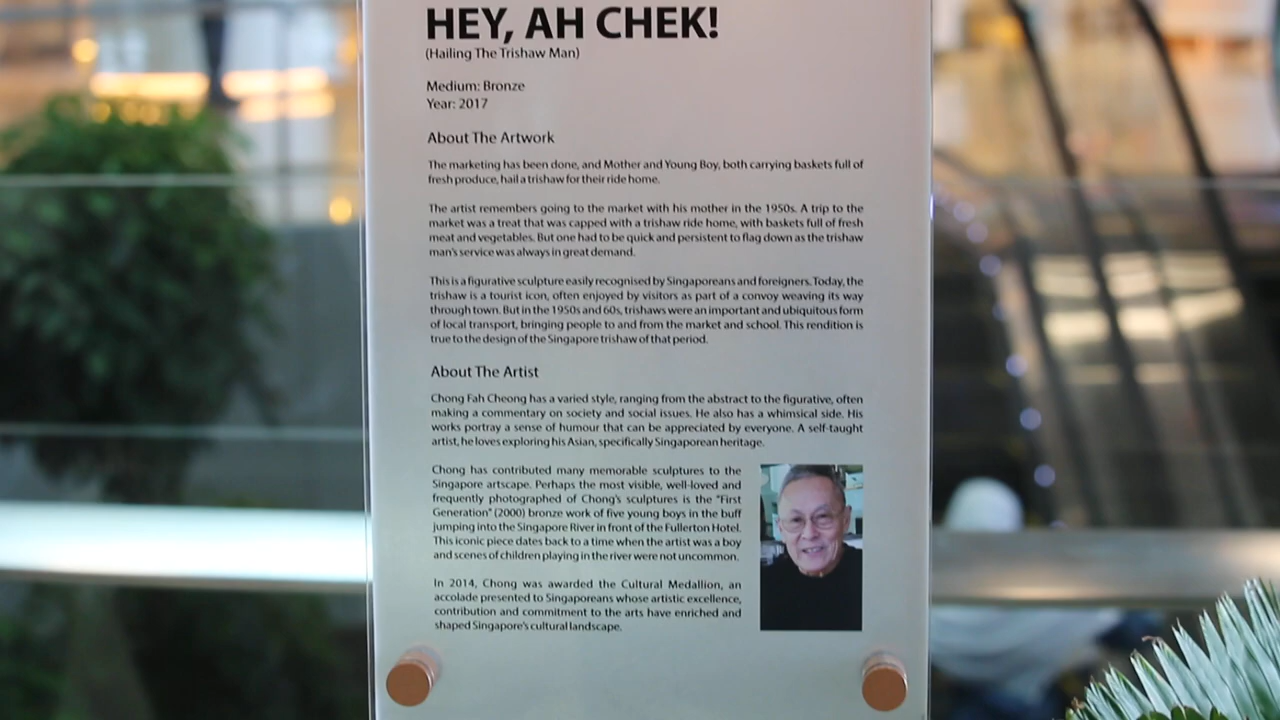 HEY, AH CHEK!
(Hailing The Trishaw Man)
Medium: Bronze
Year: 2017
About The Artwork
The marketing has been done, and Mother and Young Boy, both carrying baskets full of
fresh produce, hail a trishaw for their ride home.
The artist remembers going to the market with his mother in the 1950s. A trip to the
market was a treat that was capped with a trishaw ride home, with baskets full of fresh
meat and vegetables. But one had to be quick and persistent to flag down as the trishaw
man's service was always in great demand.
This is a figurative sculpture easily recognised by Singaporeans and foreigners. Today, the
trishaw is a tourist icon, often enjoyed by visitors as part of a convoy weaving its way
through town. But in the 1950s and 60s, trishaws were an important and ubiquitous form
of local transport, bringing people to and from the market and school. This rendition is
true to the design of the Singapore trishaw of that period.
About The Artist
Chong Fah Cheong has a varied style, ranging from the abstract to the figurative, often
making a commentary on society and social issues. He also has a whimsical side. His
works portray a sense of humour that can be appreciated by everyone. A self-taught
artist, he loves exploring his Asian, specifically Singaporean heritage.
Chong has contributed many memorable sculptures to the
Singapore artscape. Perhaps the most visible, well-loved and
frequently photographed of Chong's sculptures is the "First
Generation" (2000) bronze work of five young boys in the buff
jumping into the Singapore River in front of the Fullerton Hotel.
This iconic piece dates back to a time when the artist was a boy
and scenes of children playing in the river were not uncommon.
In 2014, Chong was awarded the Cultural Medallion, an
accolade presented to Singaporeans whose artistic excellence,
contribution and commitment to the arts have enriched and
shaped Singapore's cultural landscape.